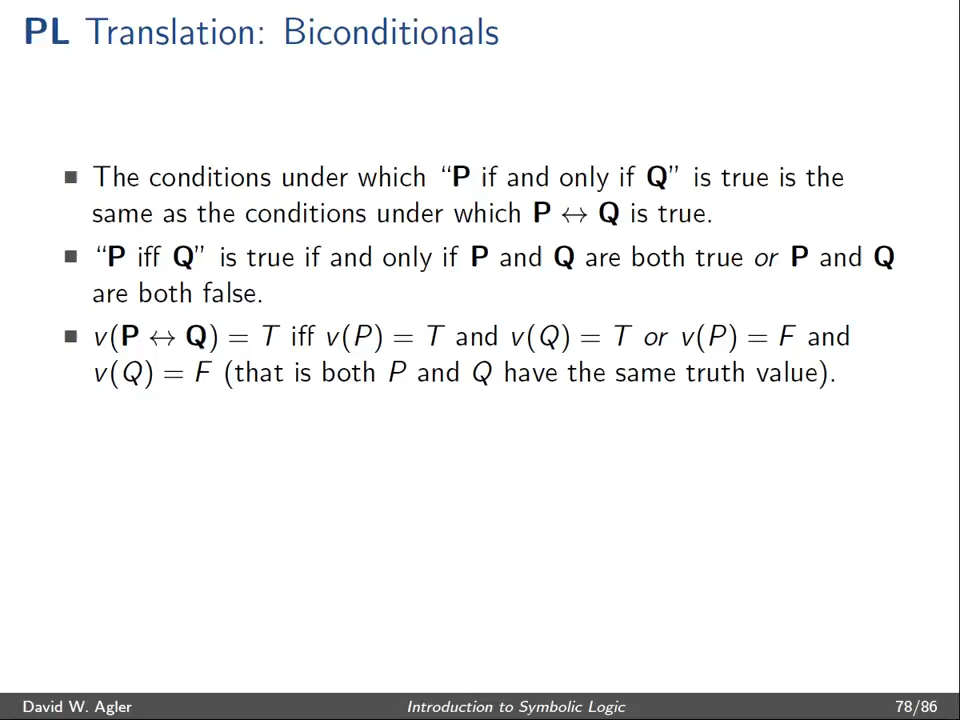 PL Translation: Biconditionals
■ The conditions under which “P if and only if Q” is true is the
same as the conditions under which P ↔ Q is true.
■ “P iff Q” is true if and only if P and Q are both true or P and Q
are both false.
■ v(P ↔ Q) = T iff v(P) = T and v(Q) = T or v(P) = F and
v(Q) = F (that is both P and Q have the same truth value).
David W. Agler Introduction to Symbolic Logic 78/86